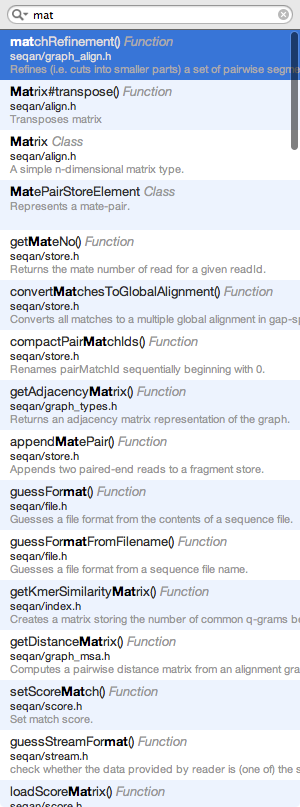 mat
matchRefinement() Function
seqan/graph_align.h
Refines (i.e. cuts into smaller parts) a set of pairwise segme
Matrix#transpose() Function
seqan/align.h
Transposes matrix
Matrix Class
seqan/align.h
A simple n-dimensional matrix type.
MatePairStoreElement Class
Represents a mate-pair.
getMateNo() Function
seqan/store.h
Returns the mate number of read for a given readId.
convertMatchesToGlobalAlignment() Function
seqan/store.h
Converts all matches to a multiple global alignment in gap-sp
compactPairMatchIds() Function
seqan/store.h
Renames pairMatchId sequentially beginning with 0.
getAdjacencyMatrix() Function
seqan/graph_types.h
Returns an adjacency matrix representation of the graph.
appendMatePair() Function
seqan/store.h
Appends two paired-end reads to a fragment store.
guessFormat() Function
seqan/file.h
Guesses a file format from the contents of a sequence file.
guessFormatFromFilename() Function
seqan/file.h
Guesses a file format from a sequence file name.
getKmerSimilarityMatrix() Function
seqan/index.h
Creates a matrix storing the number of common q-grams be
getDistanceMatrix() Function
seqan/graph_msa.h
Computes a pairwise distance matrix from an alignment gra
setScoreMatch() Function
seqan/score.h
Set match score.
guessStreamFormat() Function
seqan/stream.h
check whether the data provided by reader is (one of) the s
loadScoreMatrix() Function
seqan/score.h